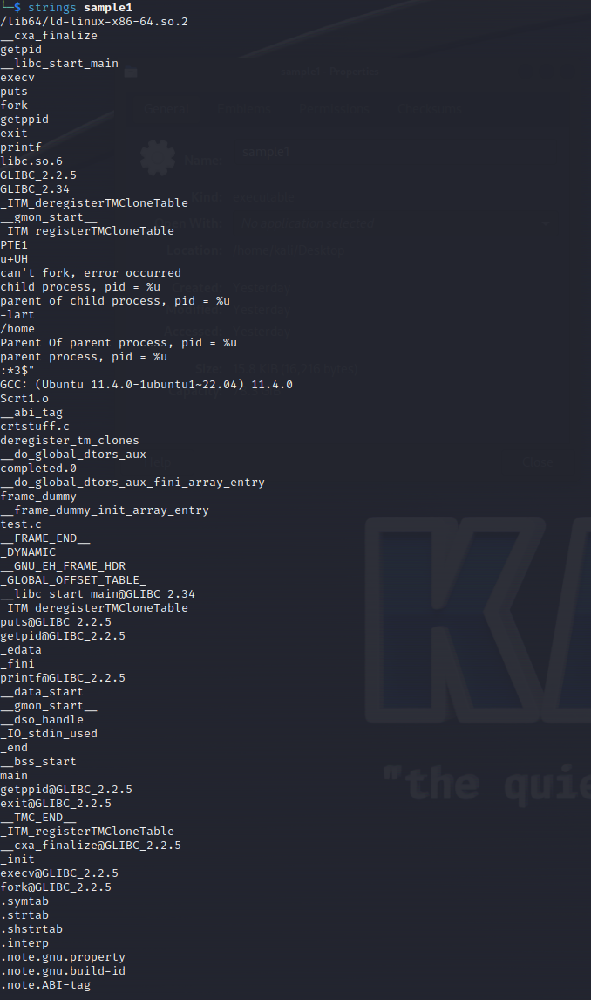 └─$ strings sample1
/lib64/ld-linux-x86-64.so.2
__cxa_finalize
getpid
__libc_start_main
execv
puts
fork
getppid
exit
printf
libc.so.6
GLIBC_2.2.5
GLIBC_2.34
_ITM_deregisterTMCloneTable
__gmon_start__
_ITM_registerTMCloneTable
PTE1
u+UH
can't fork, error occurred
child process, pid = %u
parent of child process, pid = %u
-lart
/home
Parent Of parent process, pid = %u
parent process, pid = %u
:*3$"
GCC: (Ubuntu 11.4.0-1ubuntu1~22.04) 11.4.0
Scrt1.o
__abi_tag
crtstuff.c
deregister_tm_clones
__do_global_dtors_aux
completed.0
__do_global_dtors_aux_fini_array_entry
frame_dummy
__frame_dummy_init_array_entry
test.c
__FRAME_END__
_DYNAMIC
__GNU_EH_FRAME_HDR
_GLOBAL_OFFSET_TABLE_
__libc_start_main@GLIBC_2.34
_ITM_deregisterTMCloneTable
puts@GLIBC_2.2.5
getpid@GLIBC_2.2.5
_edata
_fini
printf@GLIBC_2.2.5
__data_start
__gmon_start__
__dso_handle
_IO_stdin_used
_end
__bss_start
main
getppid@GLIBC_2.2.5
exit@GLIBC_2.2.5
__TMC_END__
_ITM_registerTMCloneTable
__cxa_finalize@GLIBC_2.2.5
_init
execv@GLIBC_2.2.5
fork@GLIBC_2.2.5
.symtab
.strtab
.shstrtab
.interp
.note.gnu.property
.note.gnu.build-id
.note.ABI-tag
sample1 - Properties
General
Name:
sample1
Close
KA
"the quie